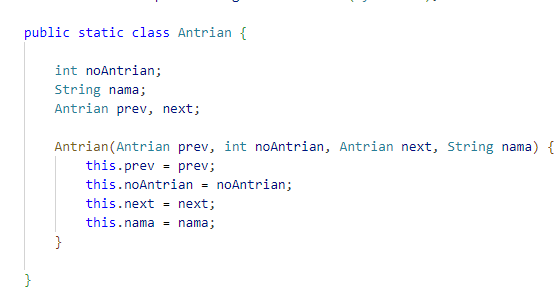 public static class Antrian {
int noAntrian;
String nama;
Antrian prev, next;
Antrian(Antrian prev, int noAntrian, Antrian next, String nama) {
this.prev = prev;
this.noAntrian = noAntrian;
this.next = next;
this.nama = nama;
}
}